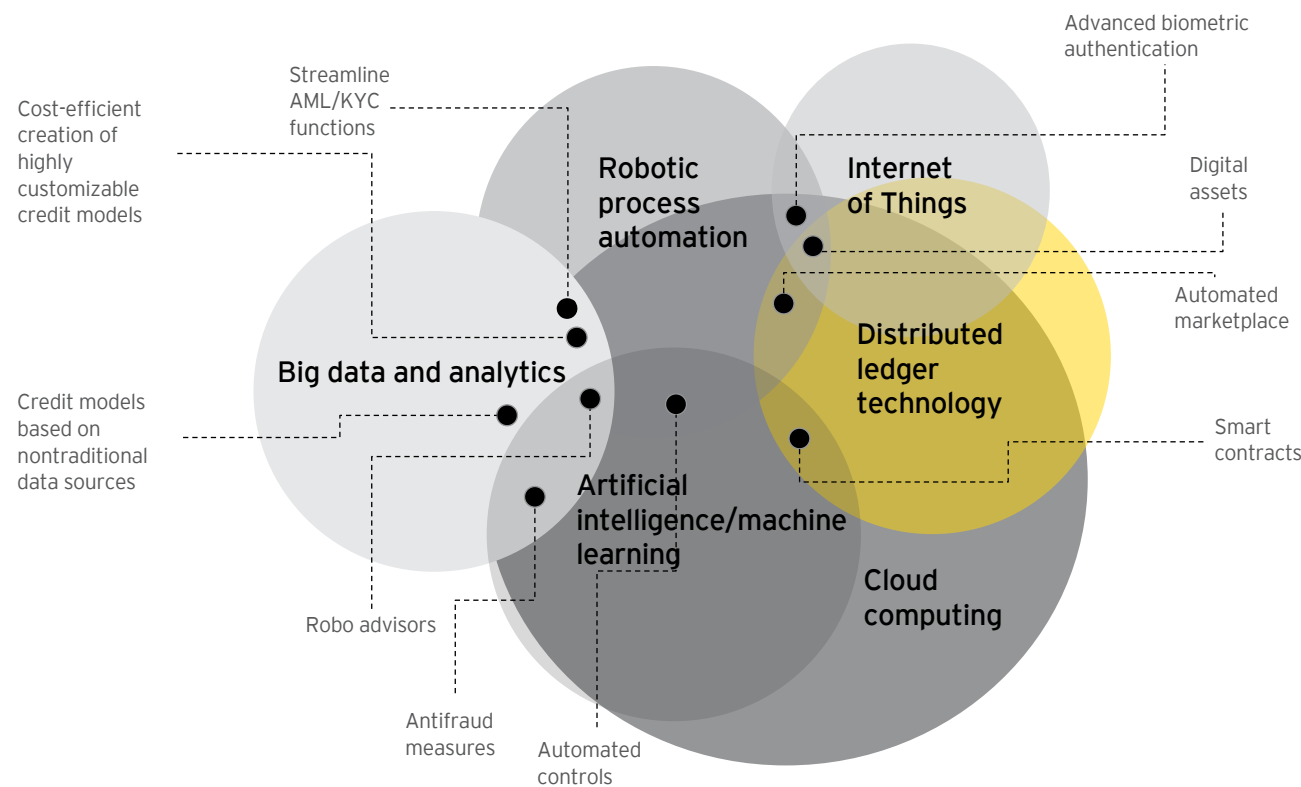 Advanced biometric
authentication
Streamline
AML/KYC
functions
Cost-efficient
creation of
highly
customizable
credit models
Robotic
process
automation
Internet
of Things
Digital
assets
Automated
marketplace
Distributed
ledger
technology
Big data and analytics
Credit models
based on
nontraditional
data sources
Smart
contracts
Artificial
intelligence/machine
learning
Cloud
computing
Robo advisors
Antifraud
measures
Automated
controls